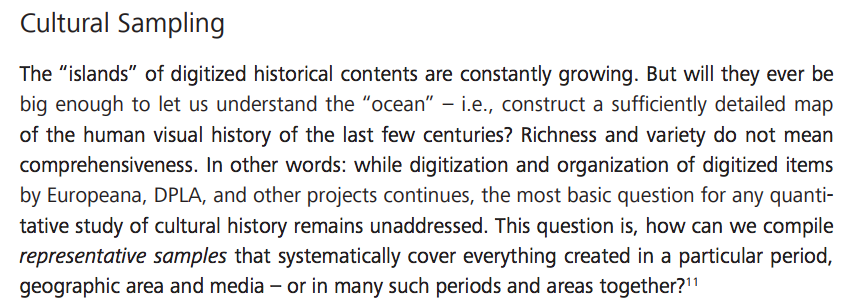 Cultural Sampling
The “islands” of digitized historical contents are constantly growing. But will they ever be
big enough to let us understand the “ocean” – i.e., construct a sufficiently detailed map
of the human visual history of the last few centuries? Richness and variety do not mean
comprehensiveness. In other words: while digitization and organization of digitized items
by Europeana, DPLA, and other projects continues, the most basic question for any quanti-
tative study of cultural history remains unaddressed. This question is, how can we compile
representative samples that systematically cover everything created in a particular period,
geographic area and media – or in many such periods and areas together?¹¹